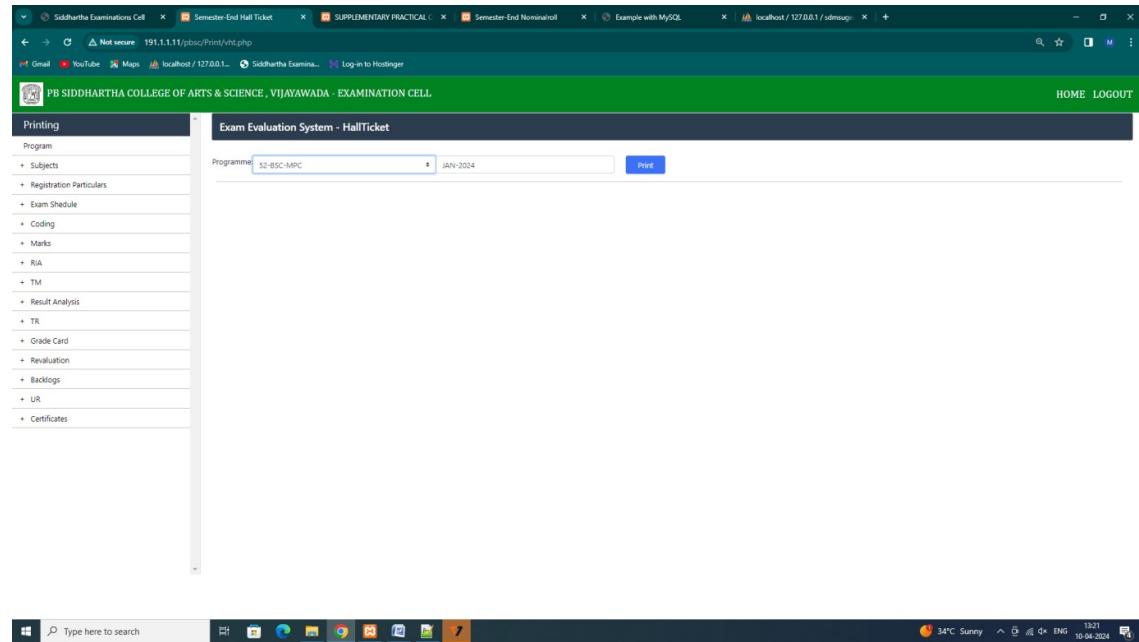 Siddhartha Examinations Cell
Semester-End Hall Ticket
SUPPLEMENTARY PRACTICAL
Semester-End Nominalroll
Example with MySQL
localhost / 127.0.0.1 / sdmsug
Not secure 191.1.1.11/pbsc/Print/vht.php
M
Gmail YouTube Maps localhost / 127.0.0.1... Siddhartha Examina... Log-in to Hostinger
PB SIDDHARTHA COLLEGE OF ARTS & SCIENCE , VIJAYAWADA - EXAMINATION CELL
HOME LOGOUT
Printing
Program
+ Subjects
+ Registration Particulars
+ Exam Shedule
+ Coding
+ Marks
+ RIA
+ TM
+ Result Analysis
+ TR
+ Grade Card
+ Revaluation
+ Backlogs
+ UR
+ Certificates
Exam Evaluation System - HallTicket
Programme: S2-BSC-MPC JAN-2024 Print
Type here to search
34°C Sunny ENG
13:21
10-04-2024